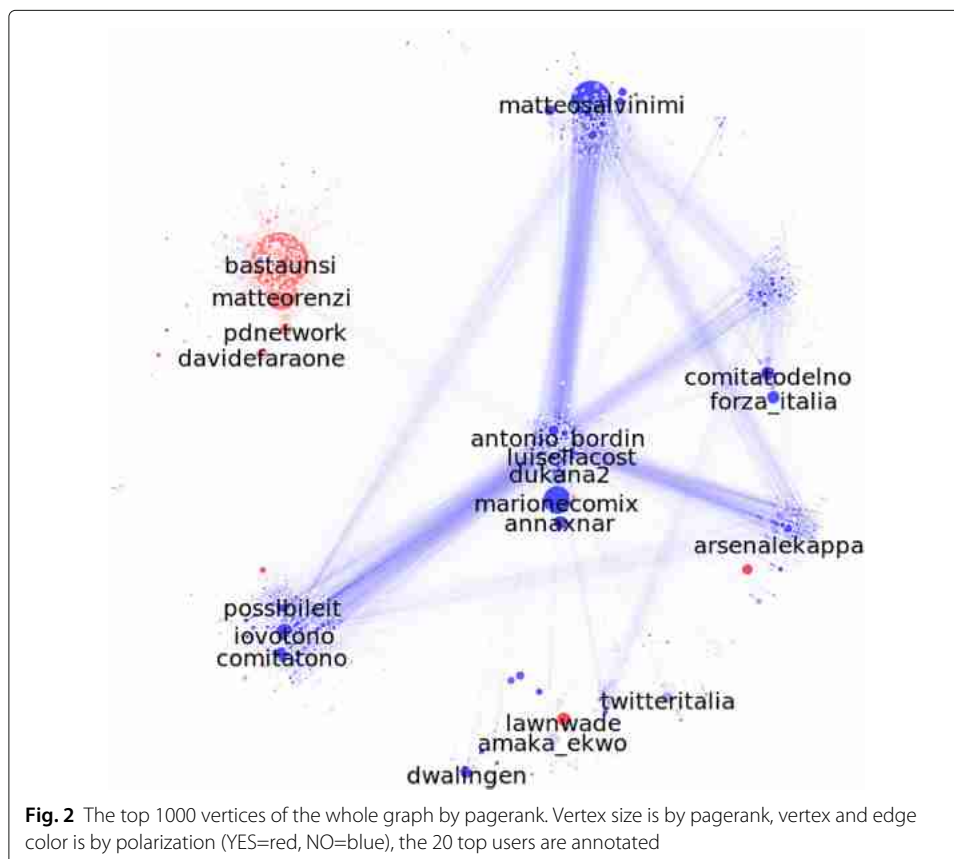 matteosalvinimi
bastaunsi
matteorenzi
pdnetwork
davidefaraone
comitatodelno
forza_italia
antonio_bordin
luisellacost
dukana2
marionecomix
annaxnar
arsenalekappa
possibileit
iovotono
comitatono
twitteritalia
lawnwade
amaka_ekwo
dwalingen
Fig. 2 The top 1000 vertices of the whole graph by pagerank. Vertex size is by pagerank, vertex and edge
color is by polarization (YES=red, NO=blue), the 20 top users are annotated